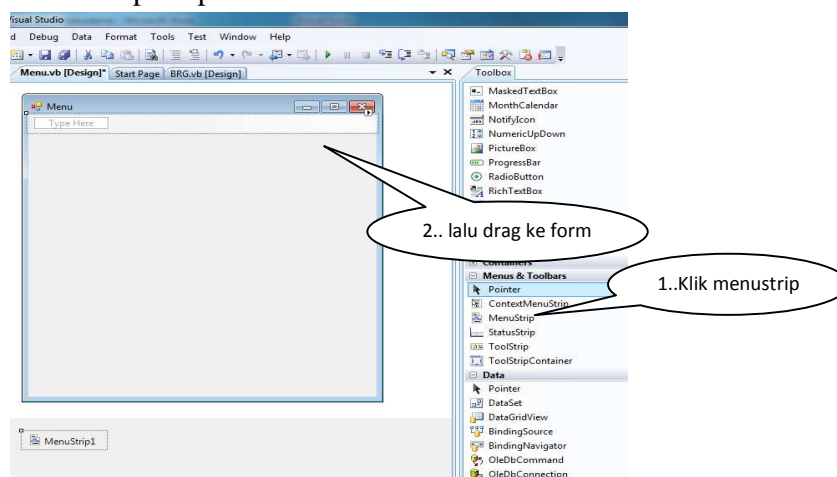 isual Studio
d Debug Data Format Tools Test Window Help
Menu.vb [Design]* Start Page BRG.vb [Design]
Toolbox
Menu
Type Here
MaskedTextBox
MonthCalendar
NotifyIcon
NumericUpDown
PictureBox
ProgressBar
RadioButton
RichTextBox
2.. lalu drag ke form
Containers
Menus & Toolbars
Pointer
1..Klik menustrip
ContextMenuStrip
MenuStrip
StatusStrip
ToolStrip
ToolStripContainer
Data
Pointer
DataSet
DataGridView
BindingSource
BindingNavigator
OleDbCommand
OleDbConnection
MenuStrip1